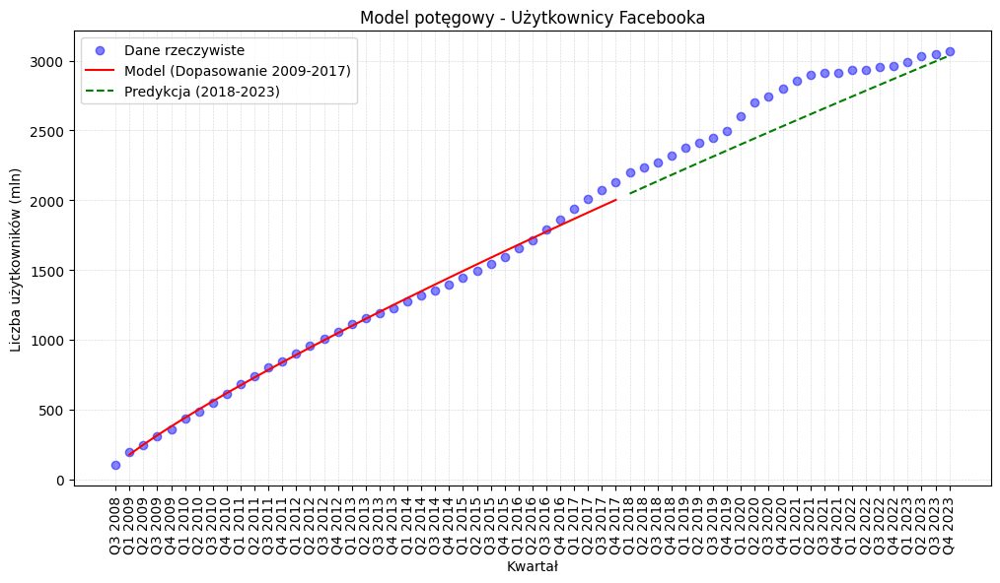 Model potęgowy - Użytkownicy Facebooka
Dane rzeczywiste
Model (Dopasowanie 2009-2017)
Predykcja (2018-2023)
Liczba użytkowników (mln)
3000
2500
2000
1500
1000
500
0
Q3 2008
Q1 2009
Q2 2009
Q3 2009
Q4 2009
Q1 2010
Q2 2010
Q3 2010
Q4 2010
Q1 2011
Q2 2011
Q3 2011
Q4 2011
Q1 2012
Q2 2012
Q3 2012
Q4 2012
Q1 2013
Q2 2013
Q3 2013
Q4 2013
Q1 2014
Q2 2014
Q3 2014
Q4 2014
Q1 2015
Q2 2015
Q3 2015
Q4 2015
Q1 2016
Q2 2016
Q3 2016
Q4 2016
Q1 2017
Q2 2017
Q3 2017
Q4 2017
Q1 2018
Q2 2018
Q3 2018
Q4 2018
Q1 2019
Q2 2019
Q3 2019
Q4 2019
Q1 2020
Q2 2020
Q3 2020
Q4 2020
Q1 2021
Q2 2021
Q3 2021
Q4 2021
Q1 2022
Q2 2022
Q3 2022
Q4 2022
Q1 2023
Q2 2023
Q3 2023
Q4 2023
Kwartał